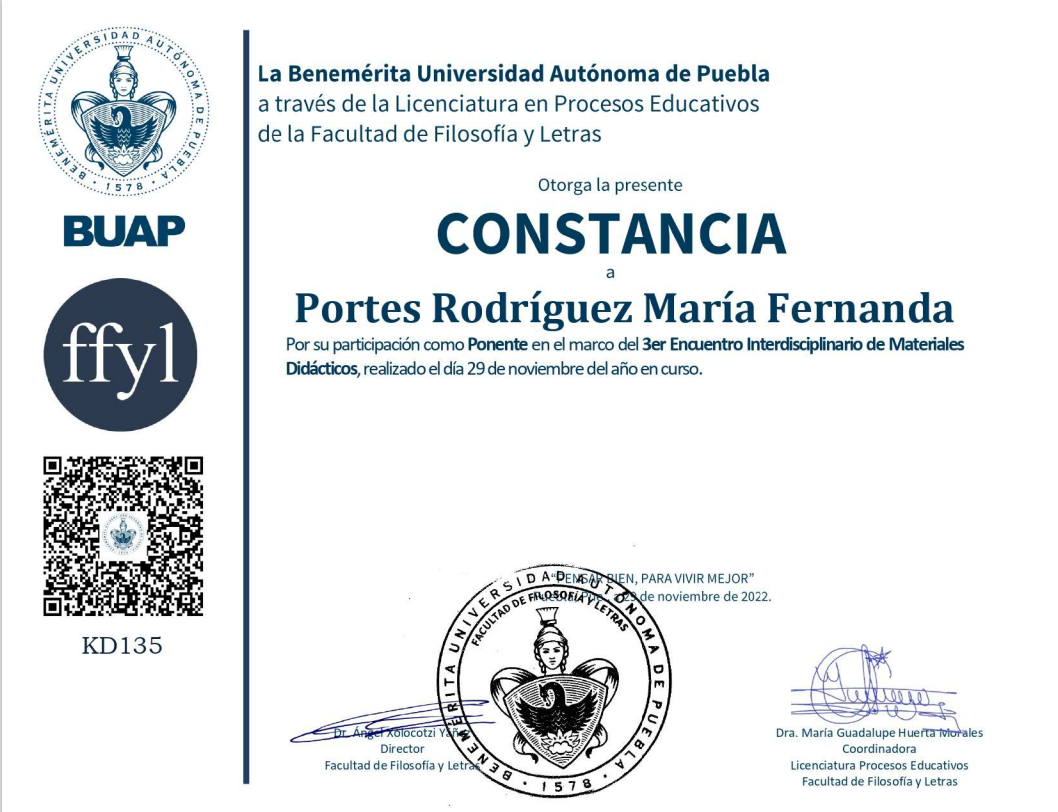 BENEMÉRITA UNIVERSIDAD AUTÓNOMA DE PUEBLA
· 1578 ·
BUAP
ffyl
KD135
La Benemérita Universidad Autónoma de Puebla
a través de la Licenciatura en Procesos Educativos
de la Facultad de Filosofía y Letras
Otorga la presente
CONSTANCIA
a
Portes Rodríguez María Fernanda
Por su participación como Ponente en el marco del 3er Encuentro Interdisciplinario de Materiales
Didácticos, realizado el día 29 de noviembre del año en curso.
“PENSAR BIEN, PARA VIVIR MEJOR”
Puebla, Pue., a 29 de noviembre de 2022.
BENEMÉRITA UNIVERSIDAD AUTÓNOMA DE PUEBLA
FACULTAD DE FILOSOFÍA Y LETRAS
· 1578 ·
Dr. Ángel Xolocotzi Yáñez
Director
Facultad de Filosofía y Letras
Dra. María Guadalupe Huerta Morales
Coordinadora
Licenciatura Procesos Educativos
Facultad de Filosofía y Letras